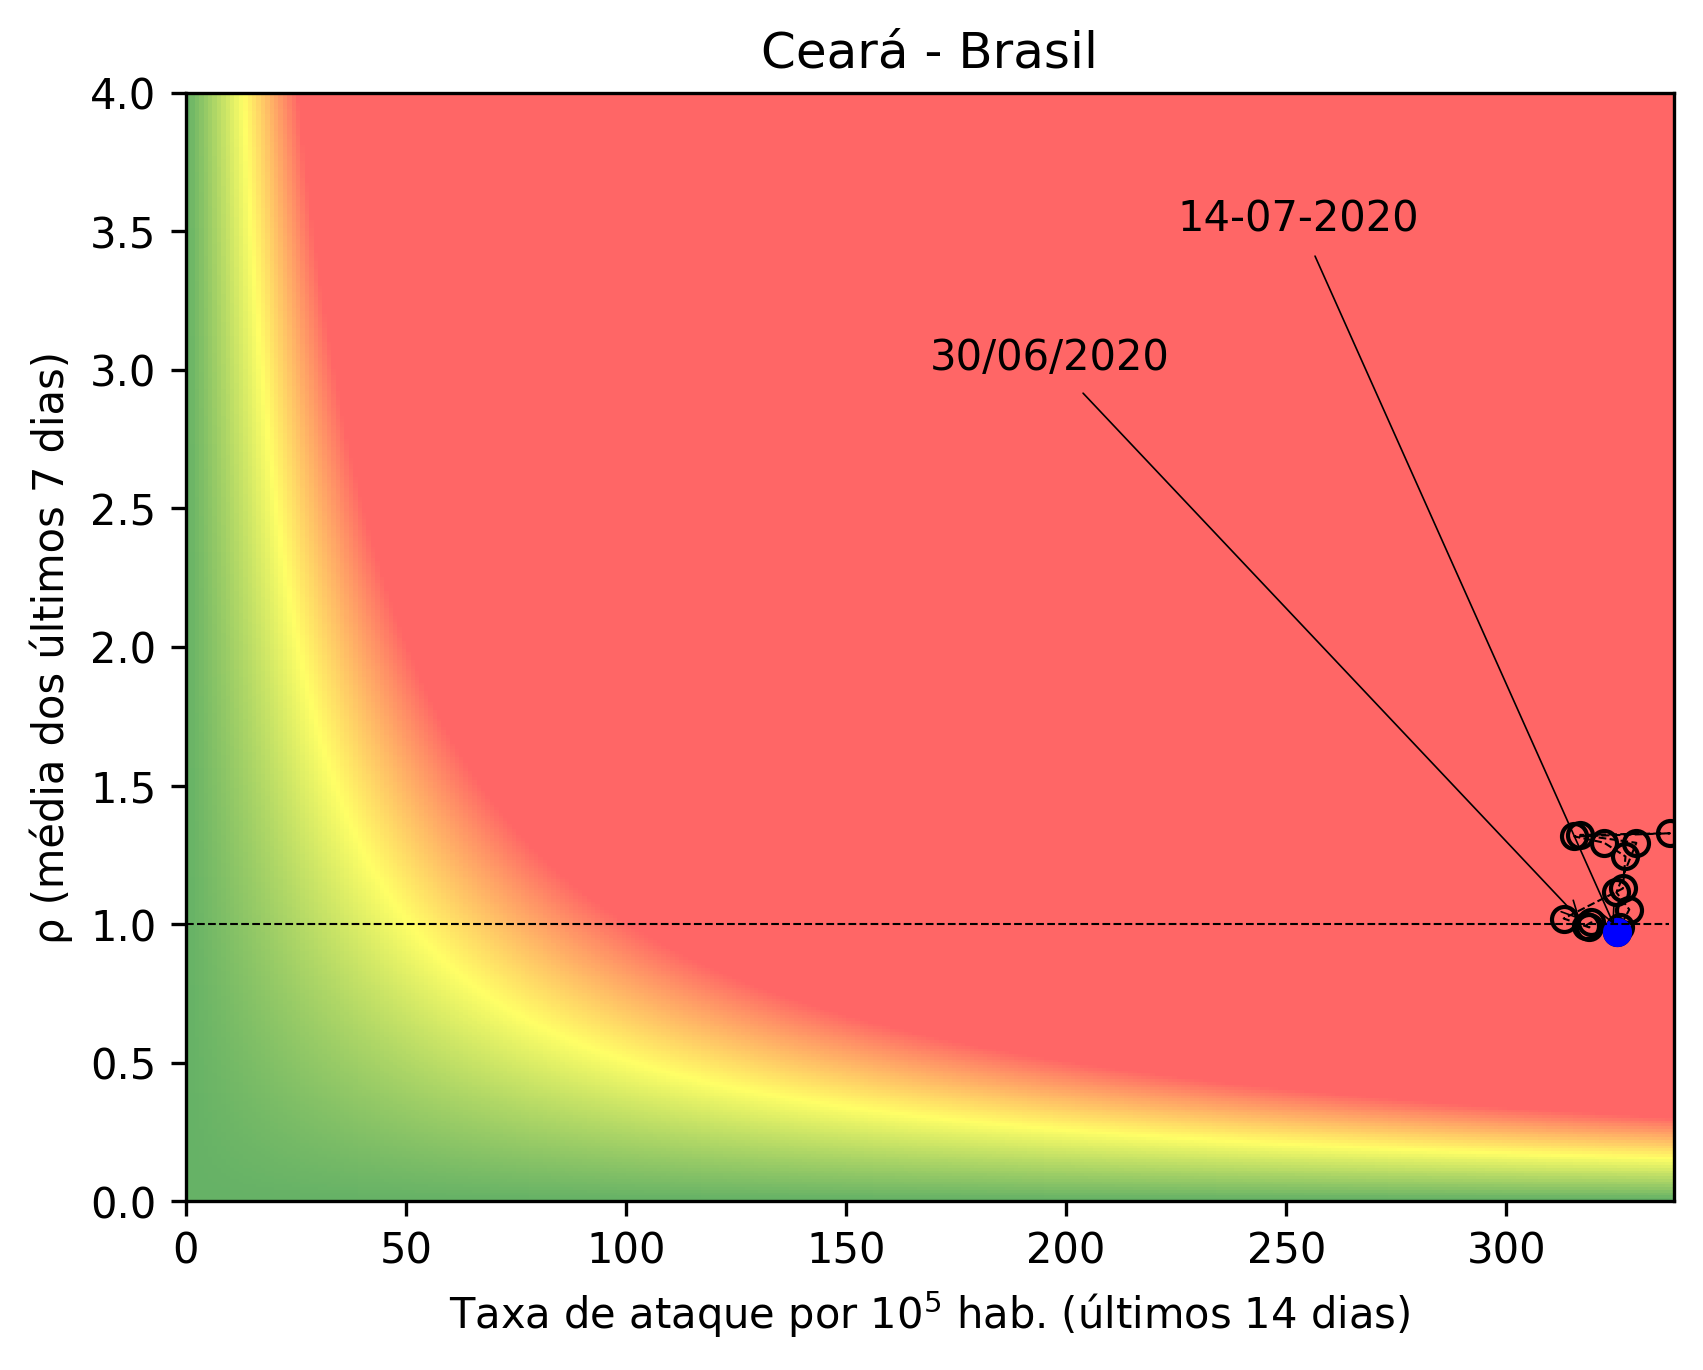 Ceará - Brasil
4.0
3.5
3.0
2.5
2.0
1.5
1.0
0.5
0.0
ρ (média dos últimos 7 dias)
14-07-2020
30/06/2020
0 50 100 150 200 250 300
Taxa de ataque por 10⁵ hab. (últimos 14 dias)